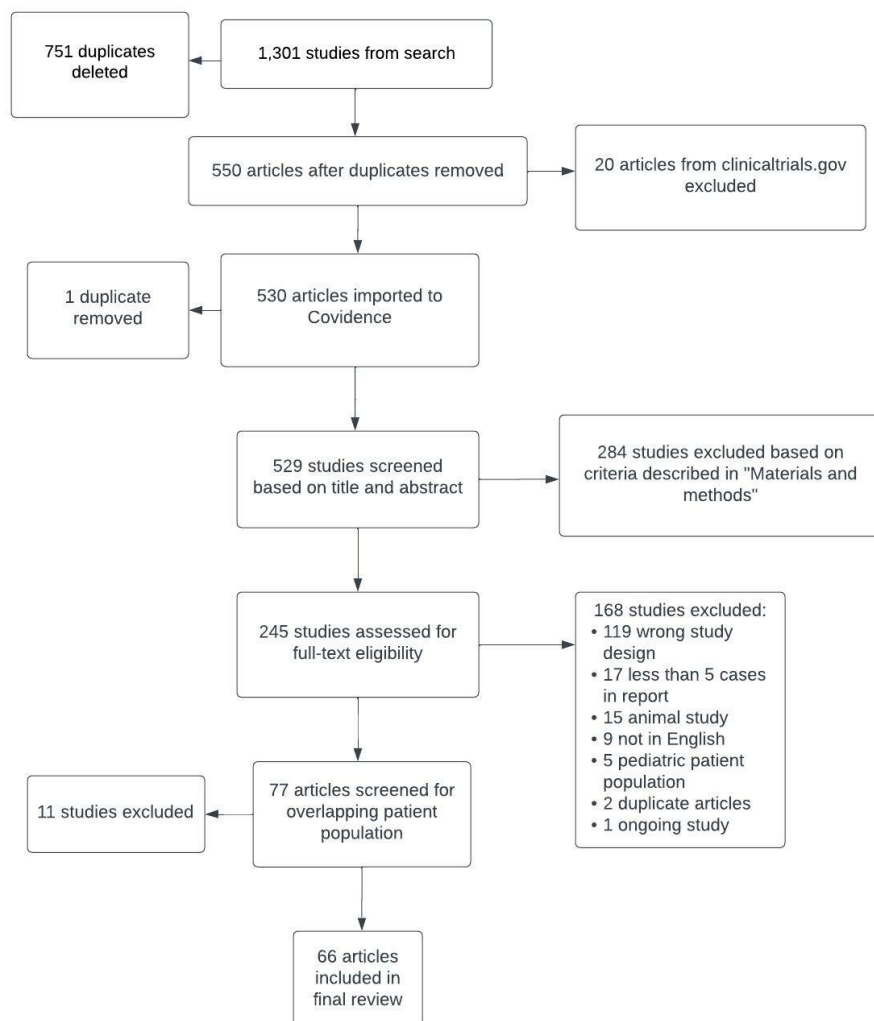 751 duplicates
deleted
1,301 studies from search
550 articles after duplicates removed
20 articles from clinicaltrials.gov
excluded
1 duplicate
removed
530 articles imported to
Covidence
529 studies screened
based on title and abstract
284 studies excluded based on
criteria described in "Materials and
methods"
245 studies assessed for
full-text eligibility
168 studies excluded:
• 119 wrong study
design
• 17 less than 5 cases
in report
• 15 animal study
• 9 not in English
• 5 pediatric patient
population
• 2 duplicate articles
• 1 ongoing study
11 studies excluded
77 articles screened for
overlapping patient
population
66 articles
included in
final review